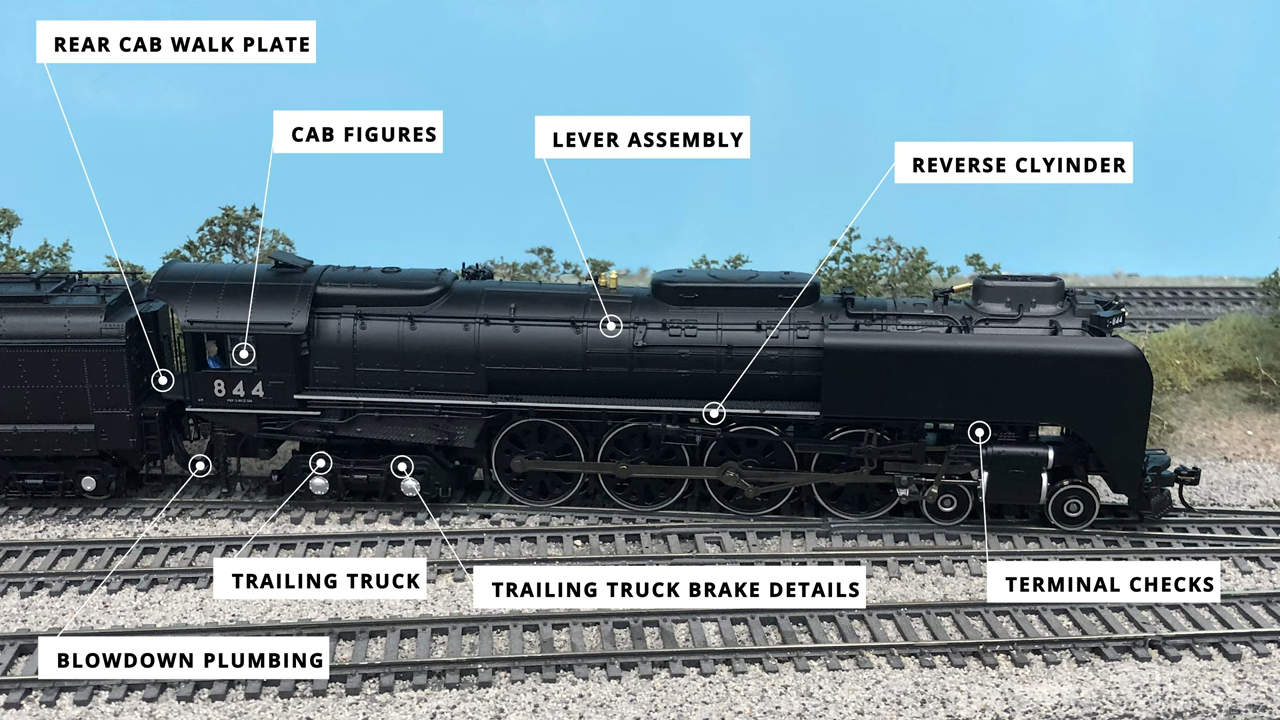 REAR CAB WALK PLATE
CAB FIGURES
LEVER ASSEMBLY
REVERSE CLYINDER
844
TRAILING TRUCK
TRAILING TRUCK BRAKE DETAILS
TERMINAL CHECKS
BLOWDOWN PLUMBING